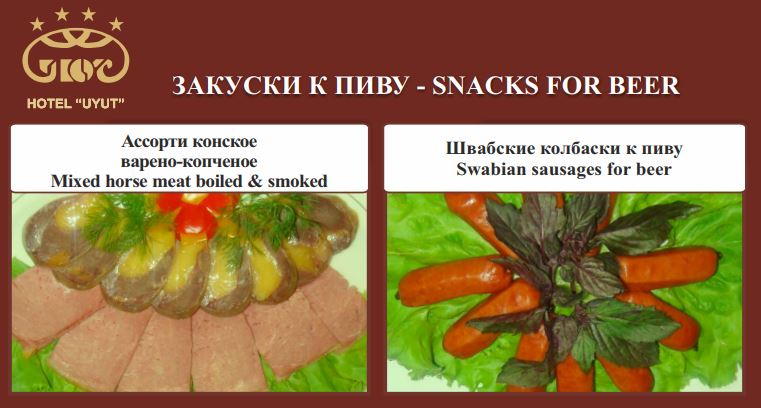 УЮТ
HOTEL "UYUT"
ЗАКУСКИ К ПИВУ - SNACKS FOR BEER
Ассорти конское
варено-копченое
Mixed horse meat boiled & smoked
Швабские колбаски к пиву
Swabian sausages for beer